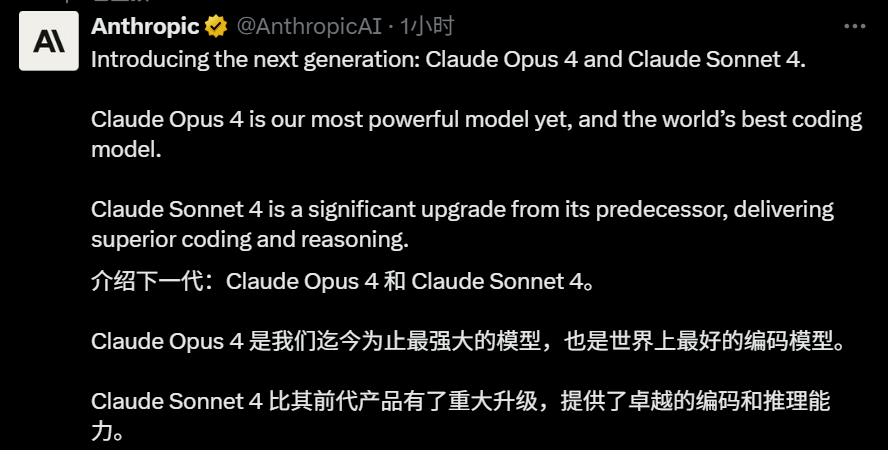 Anthropic @AnthropicAI · 1小时
Introducing the next generation: Claude Opus 4 and Claude Sonnet 4.
Claude Opus 4 is our most powerful model yet, and the world’s best coding
model.
Claude Sonnet 4 is a significant upgrade from its predecessor, delivering
superior coding and reasoning.
介绍下一代：Claude Opus 4 和 Claude Sonnet 4。
Claude Opus 4 是我们迄今为止最强大的模型，也是世界上最好的编码模型。
Claude Sonnet 4 比其前代产品有了重大升级，提供了卓越的编码和推理能
力。